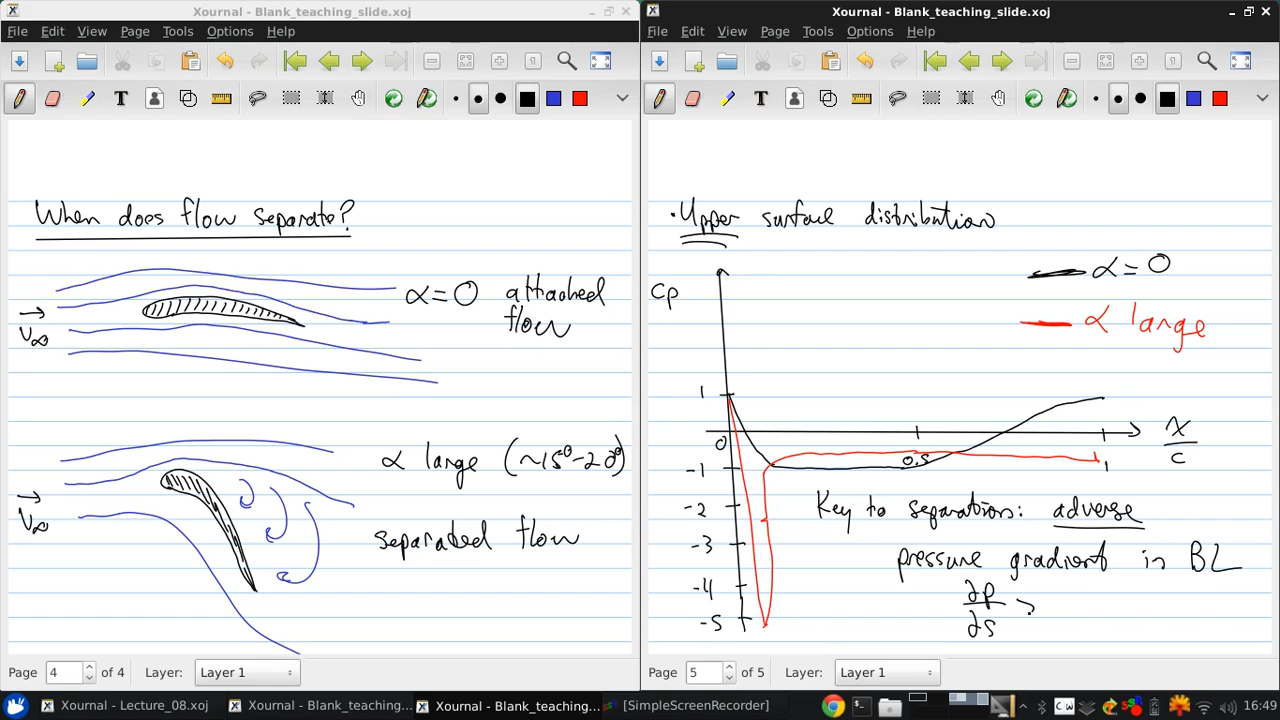 Xournal - Blank_teaching_slide.xoj
File Edit View Page Tools Options Help
When does flow separate?
V∞
α=0 attached
flow
α large (~15°-20°)
V∞
separated flow
Page 4 of 4 Layer: Layer 1
Xournal - Blank_teaching_slide.xoj
File Edit View Page Tools Options Help
·Upper surface distribution
α=0
α large
Cp
1
0
-1
-2
-3
-4
-5
0.5
1
x/c
Key to separation: adverse
pressure gradient in BL
∂p/∂s >
Page 5 of 5 Layer: Layer 1
Xournal - Lecture_08.xoj
Xournal - Blank_teaching...
Xournal - Blank_teaching...
[SimpleScreenRecorder]
16:49